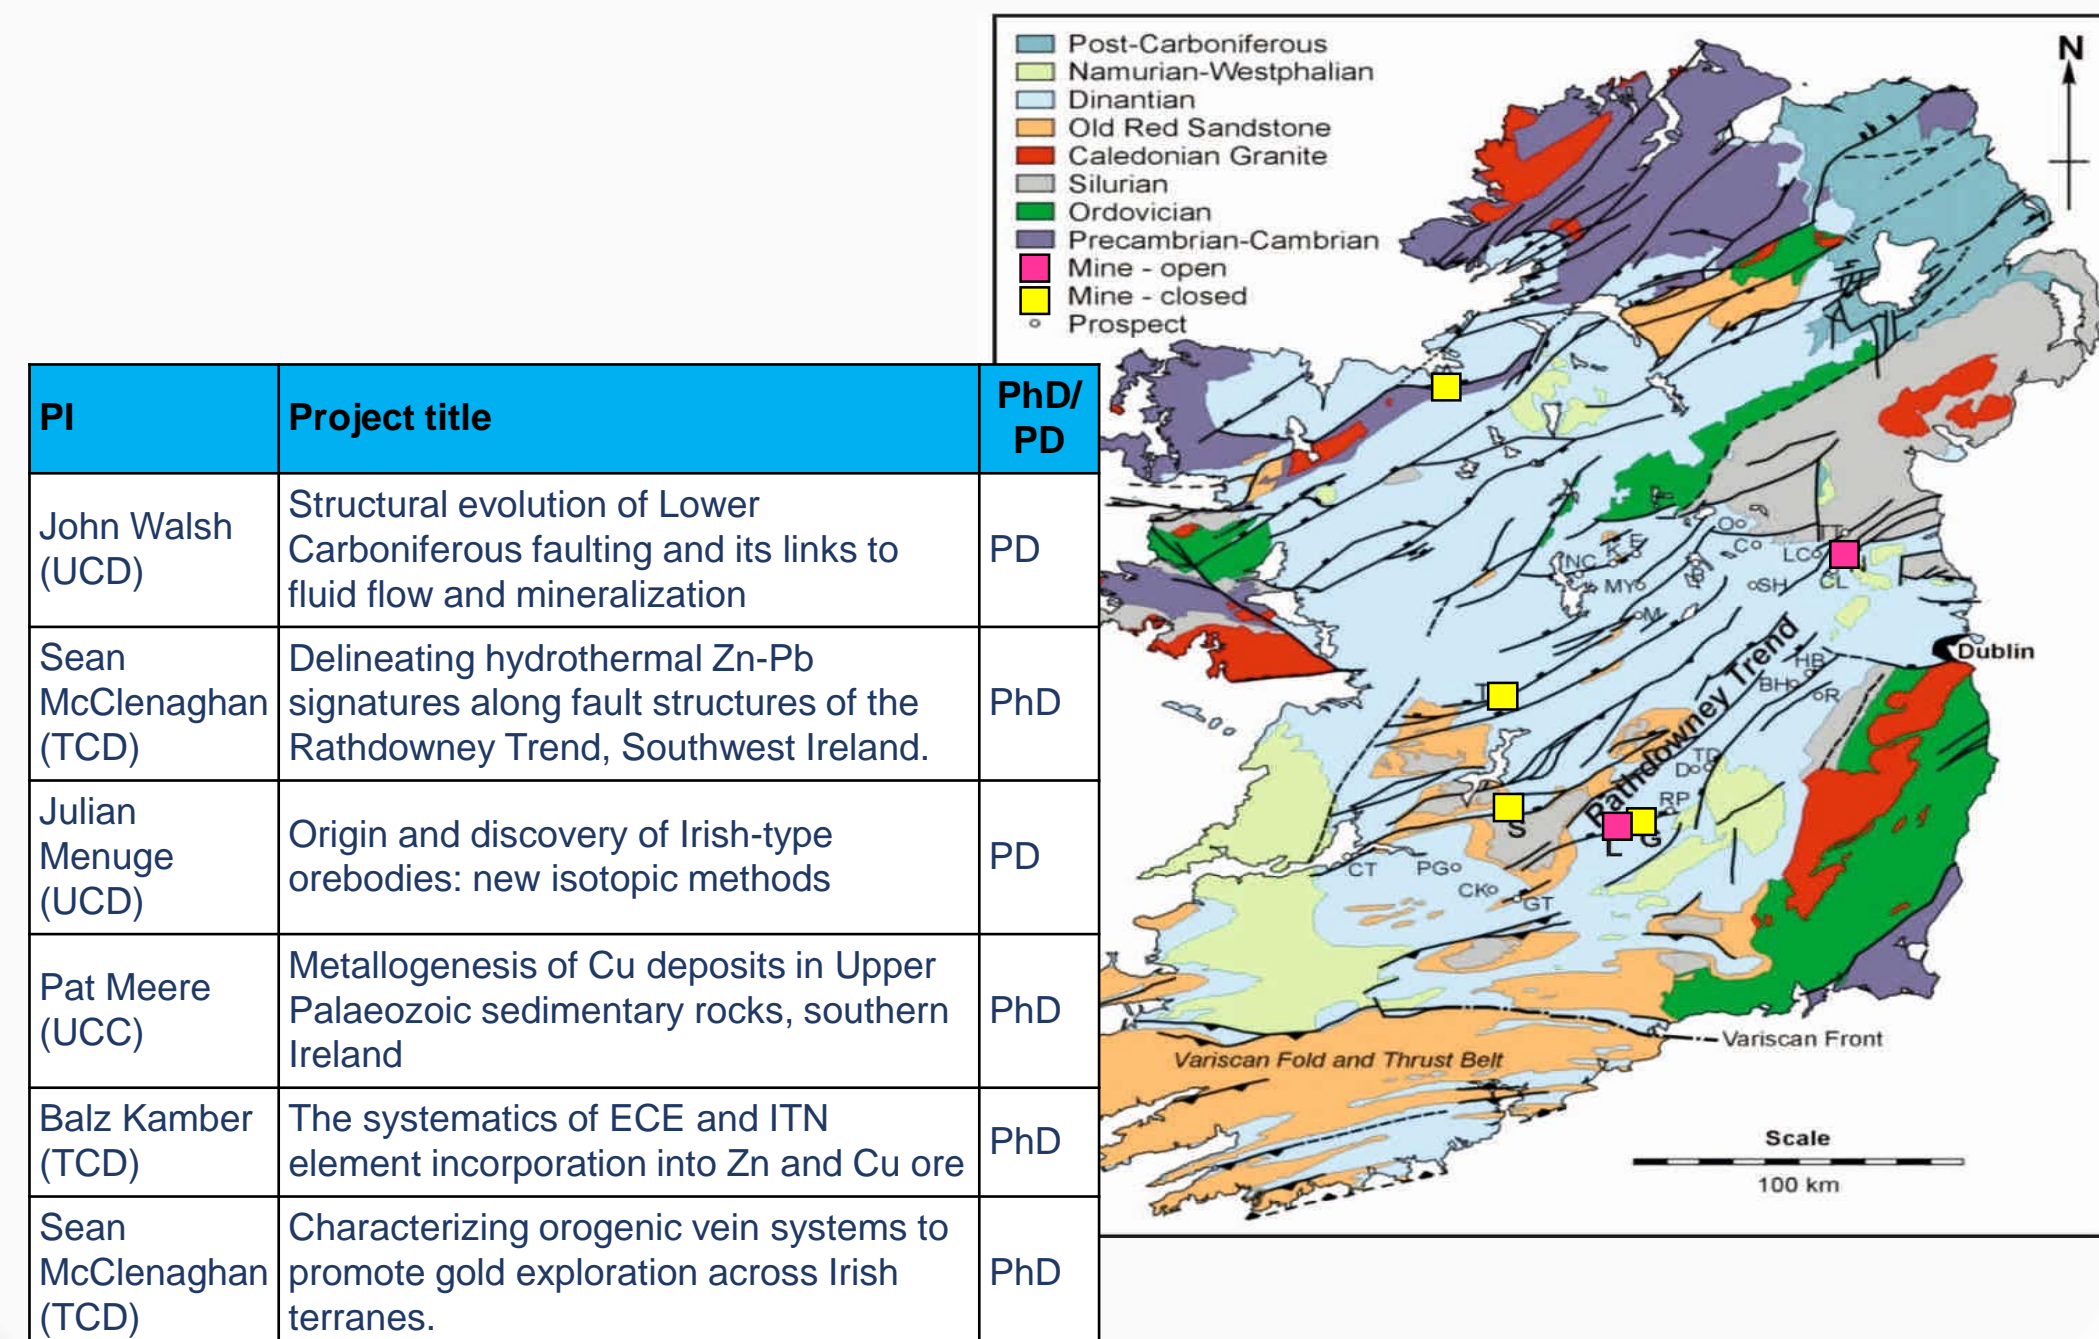 PI
Project title
PhD/
PD
John Walsh
(UCD)
Structural evolution of Lower
Carboniferous faulting and its links to
fluid flow and mineralization
PD
Sean
McClenaghan
(TCD)
Delineating hydrothermal Zn-Pb
signatures along fault structures of the
Rathdowney Trend, Southwest Ireland.
PhD
Julian
Menuge
(UCD)
Origin and discovery of Irish-type
orebodies: new isotopic methods
PD
Pat Meere
(UCC)
Metallogenesis of Cu deposits in Upper
Palaeozoic sedimentary rocks, southern
Ireland
PhD
Balz Kamber
(TCD)
The systematics of ECE and ITN
element incorporation into Zn and Cu ore
PhD
Sean
McClenaghan
(TCD)
Characterizing orogenic vein systems to
promote gold exploration across Irish
terranes.
PhD
Post-Carboniferous
Namurian-Westphalian
Dinantian
Old Red Sandstone
Caledonian Granite
Silurian
Ordovician
Precambrian-Cambrian
Mine - open
Mine - closed
Prospect
N
O
C
LC
E
K
NC
MY
B
SH
CL
M
Dublin
Rathdowney Trend
HB
BH
R
T
TD
D
RP
S
L
G
CT
PG
CK
GT
Variscan Front
Variscan Fold and Thrust Belt
Scale
100 km